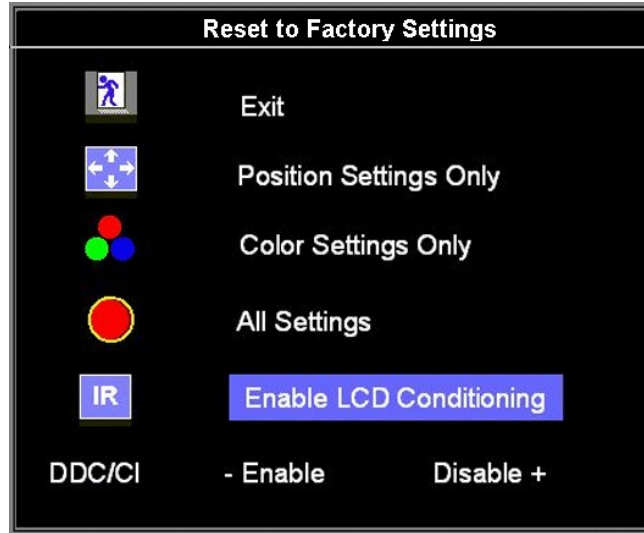 Reset to Factory Settings
Exit
Position Settings Only
Color Settings Only
All Settings
IR Enable LCD Conditioning
DDC/CI - Enable Disable +